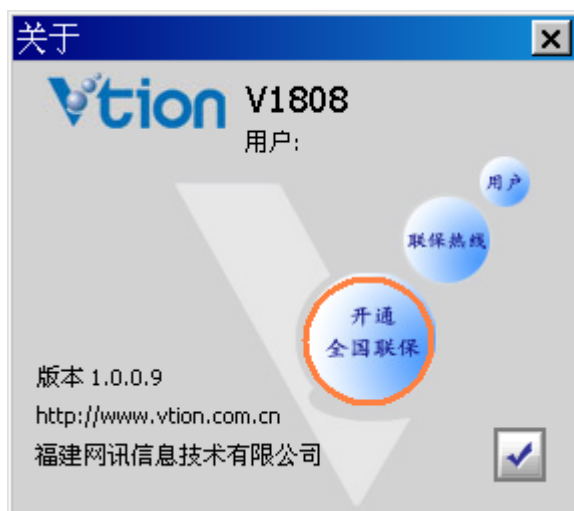 关于
Vtion V1808
用户:
用户
联保热线
开通
全国联保
版本 1.0.0.9
http://www.vtion.com.cn
福建网讯信息技术有限公司